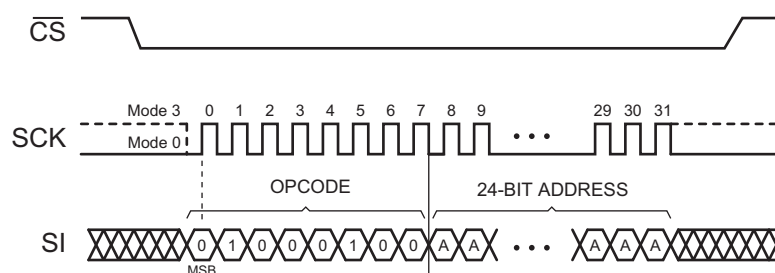 CS
Mode 3 0 1 2 3 4 5 6 7 8 9 29 30 31
SCK
Mode 0
OPCODE 24-BIT ADDRESS
SI 0 1 0 0 0 1 0 0 A A A A A
MSB